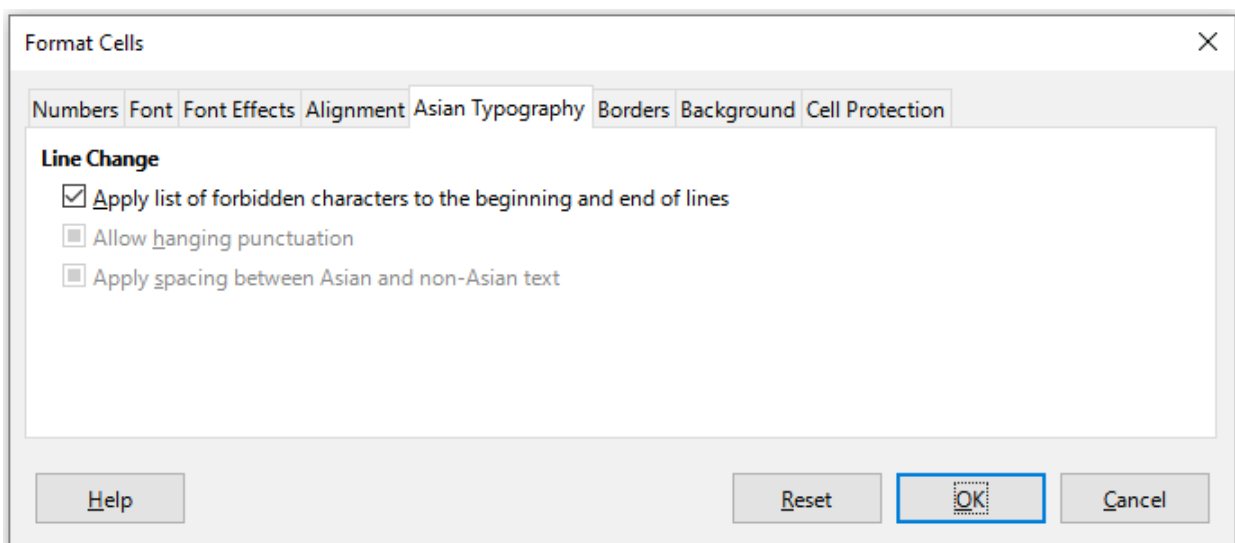 Format Cells
Numbers Font Font Effects Alignment Asian Typography Borders Background Cell Protection
Line Change
Apply list of forbidden characters to the beginning and end of lines
Allow hanging punctuation
Apply spacing between Asian and non-Asian text
Help Reset OK Cancel